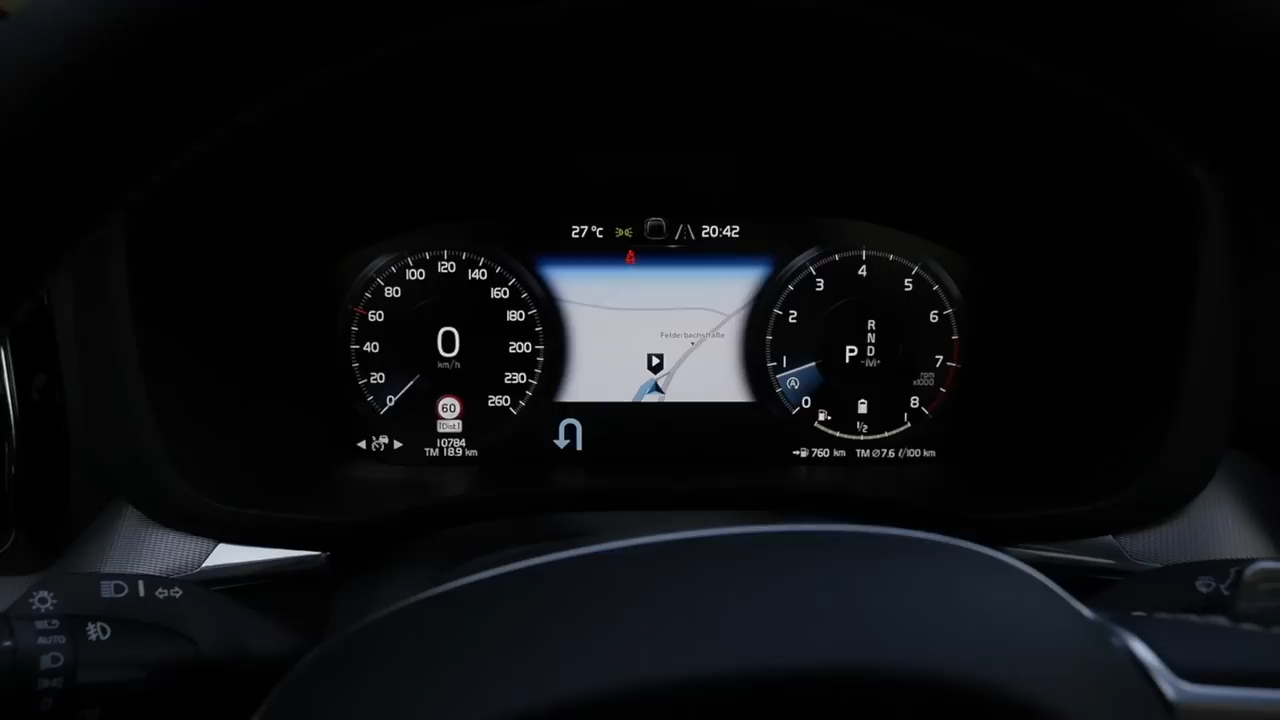 27 °C 20:42
0 20 40 60 80 100 120 140 160 180 200 230 260
0
km/h
60
Dist.
10784
TM 18.9 km
Felderbachstraße
0 1 2 3 4 5 6 7 8
rpm
x1000
R
N
P D
-/M+
A
1/2 1
760 km TM ∅7.6 ℓ/100 km
AUTO